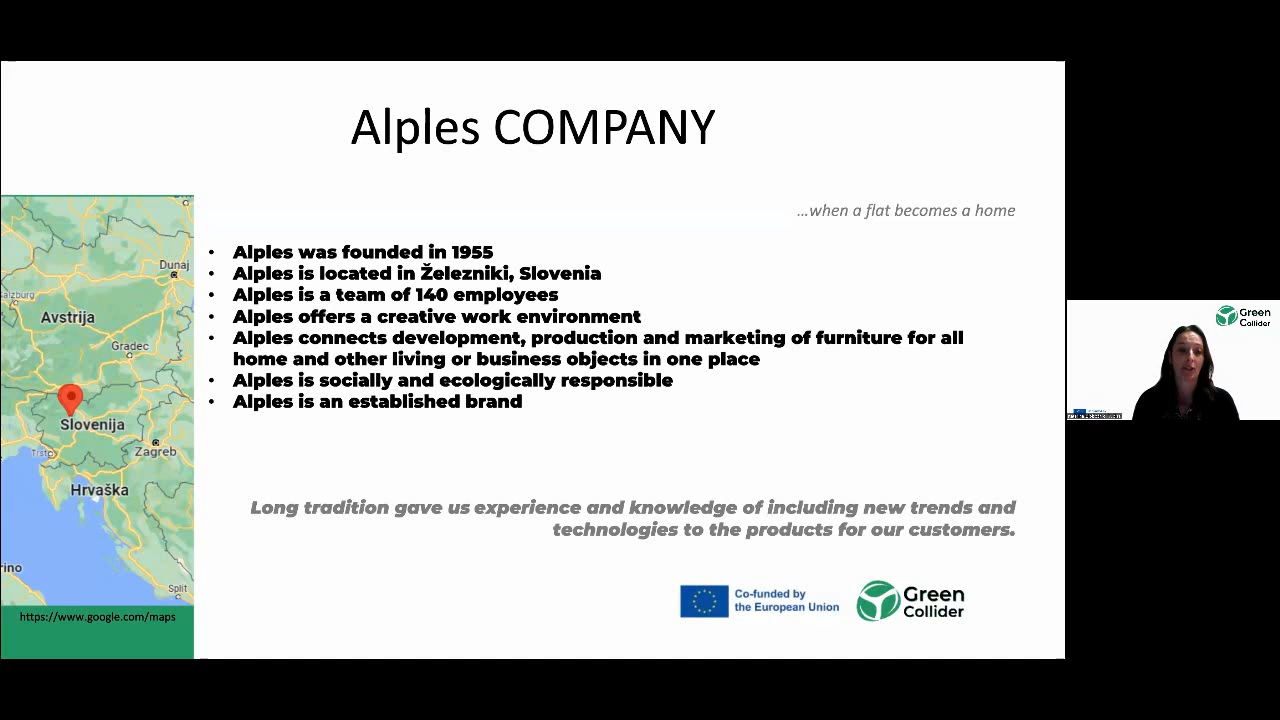 Alples COMPANY
...when a flat becomes a home
• Alples was founded in 1955
• Alples is located in Železniki, Slovenia
• Alples is a team of 140 employees
• Alples offers a creative work environment
• Alples connects development, production and marketing of furniture for all
home and other living or business objects in one place
• Alples is socially and ecologically responsible
• Alples is an established brand
Long tradition gave us experience and knowledge of including new trends and
technologies to the products for our customers.
Co-funded by
the European Union
Green
Collider
Dunaj
Avstrija
Gradec
Slovenija
Zagreb
Hrvaška
Split
https://www.google.com/maps
Green
Collider